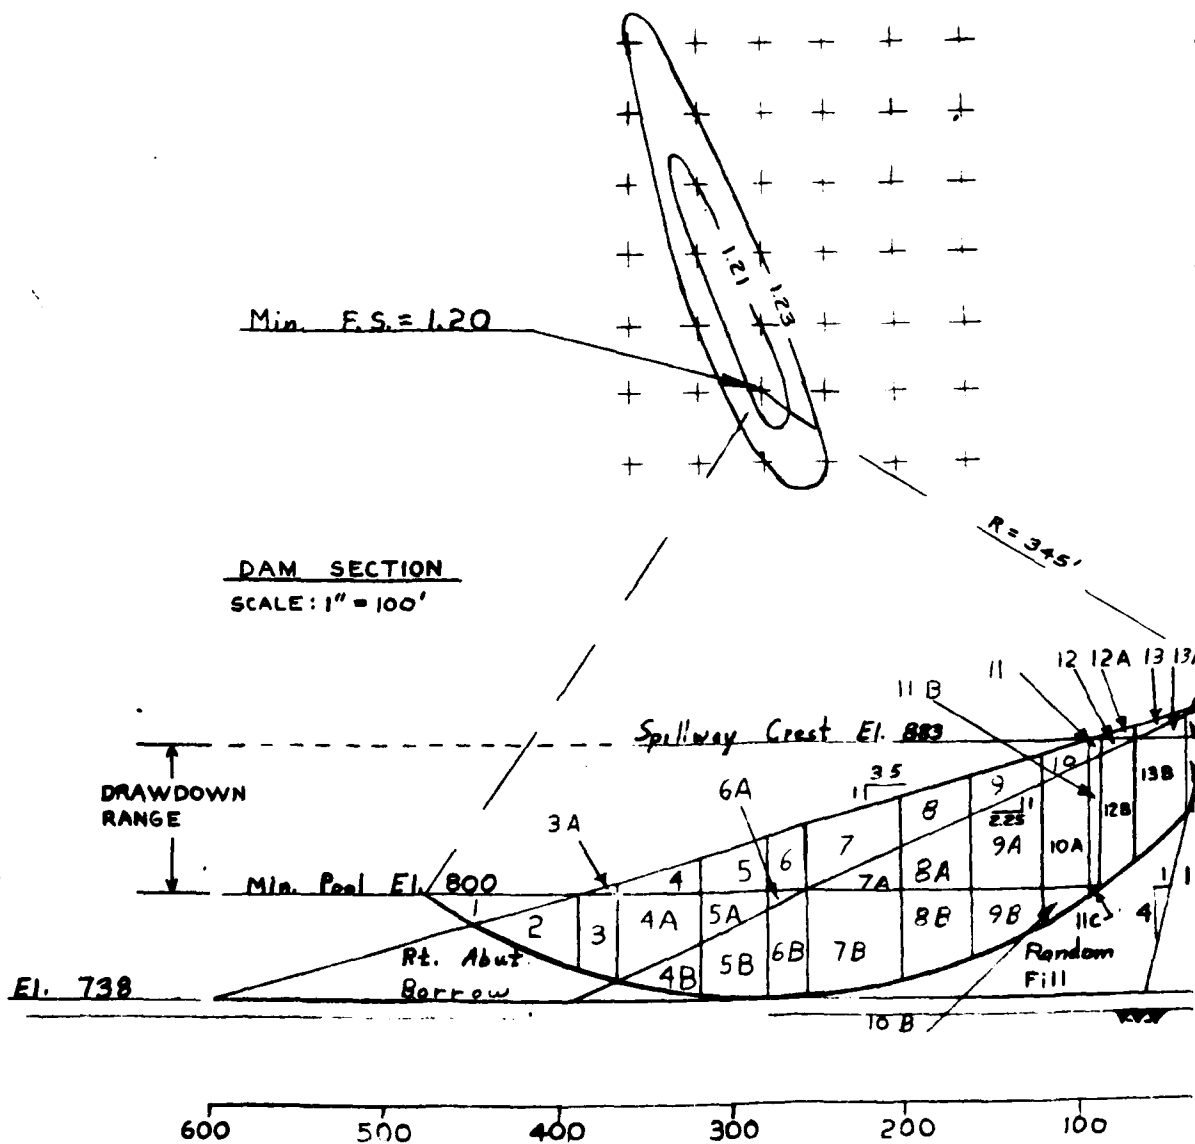 1.21
1.23
Min. F.S. = 1.20
R = 345'
DAM SECTION
SCALE: 1" = 100'
11 12 12A 13
11 B
Spillway Crest El. 883
10
13B
3.5
1
6A
9
1
2.25
8
12B
DRAWDOWN
RANGE
3A
7
9A
10A
6
5
4
8A
7A
Min. Pool El. 800
1
2
3
4A
5A
8B
9B
11C
1
4
Rt. Abut.
Borrow
4B
5B
6B
7B
Random
Fill
El. 738
10 B
600 500 400 300 200 100